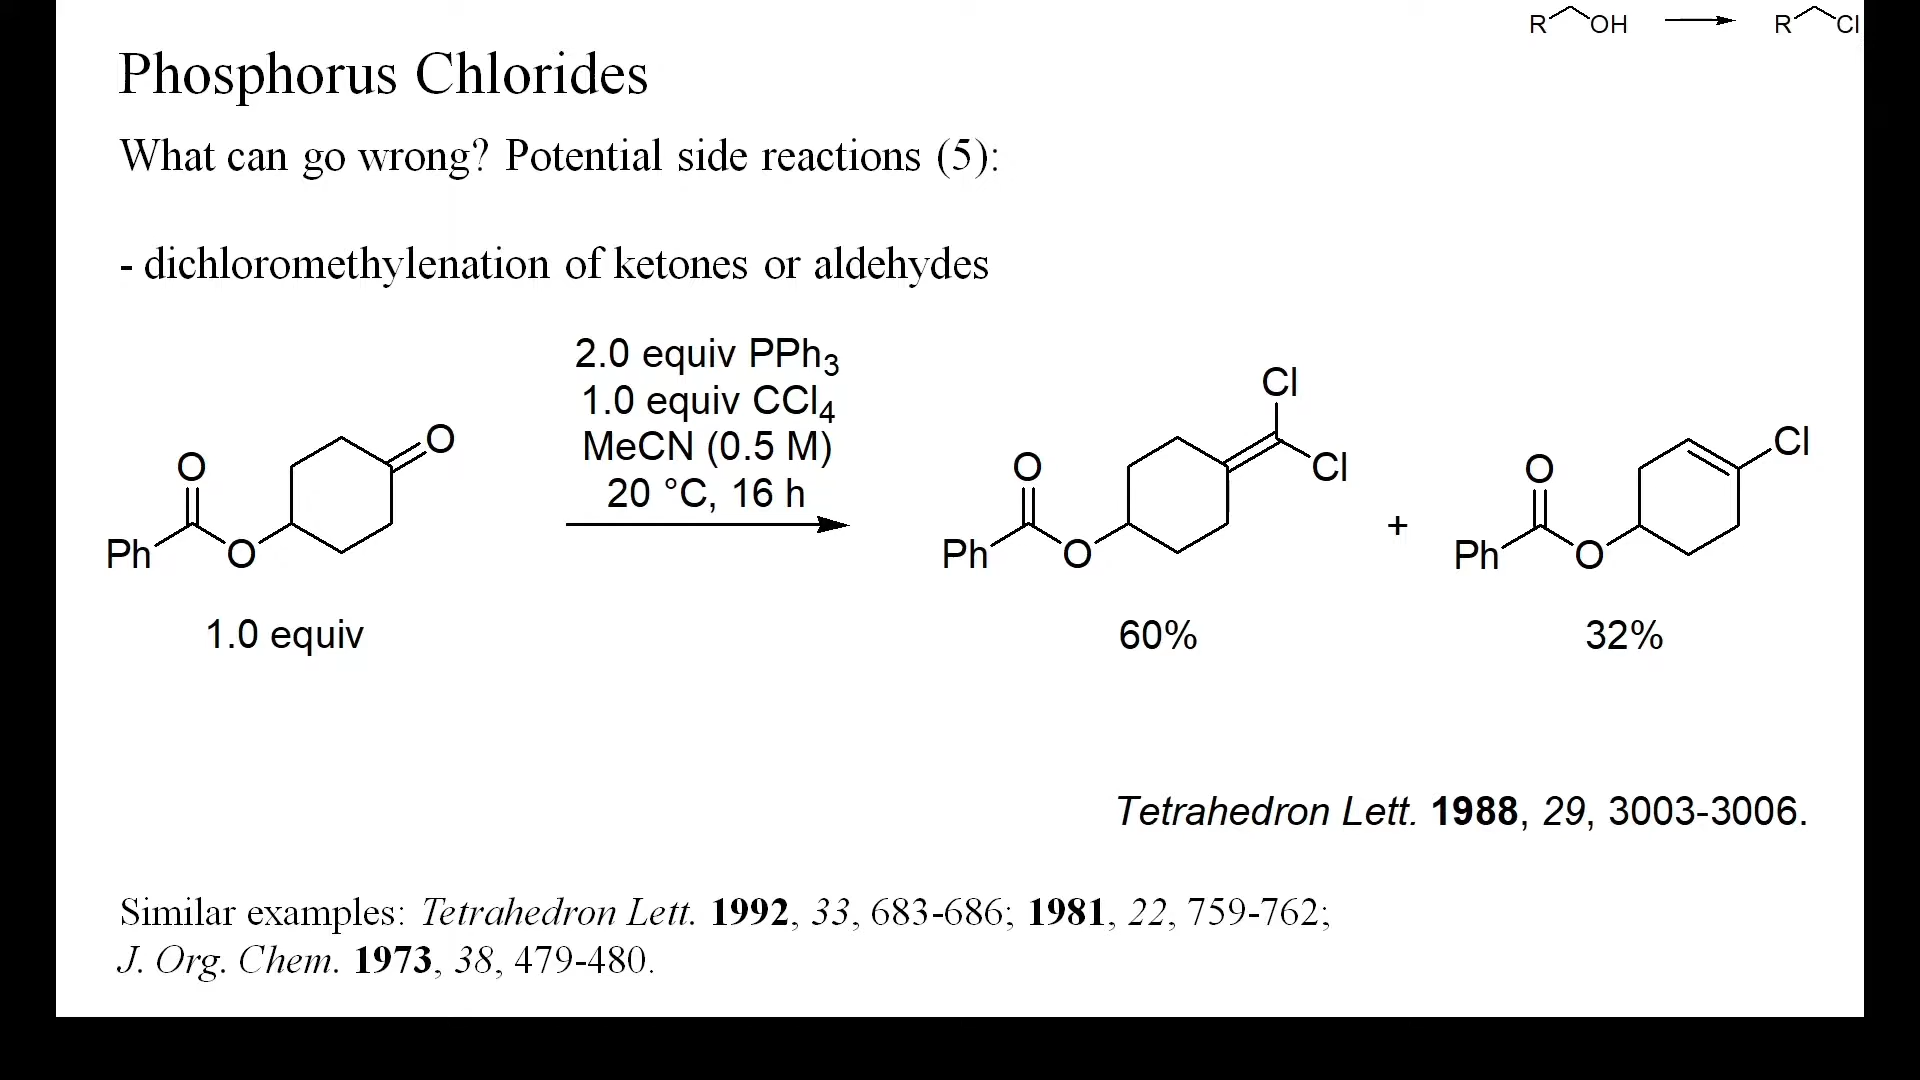 R OH R Cl
Phosphorus Chlorides
What can go wrong? Potential side reactions (5):
- dichloromethylenation of ketones or aldehydes
2.0 equiv PPh₃
1.0 equiv CCl₄
MeCN (0.5 M)
20 °C, 16 h
O
O
Ph
O
1.0 equiv
Cl
Cl
O
Ph
O
60%
+
Cl
O
Ph
O
32%
Tetrahedron Lett. 1988, 29, 3003-3006.
Similar examples: Tetrahedron Lett. 1992, 33, 683-686; 1981, 22, 759-762;
J. Org. Chem. 1973, 38, 479-480.